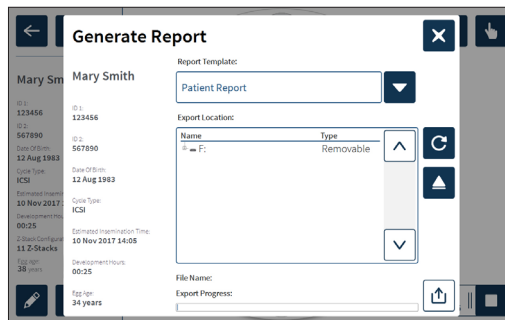 Generate Report
Mary Smith
ID 1:
123456
ID 2:
567890
Date Of Birth:
12 Aug 1983
Cycle Type:
ICSI
Estimated Insemination Time:
10 Nov 2017 14:05
Development Hours:
00:25
Egg Age:
34 years
Report Template:
Patient Report
Export Location:
Name Type
F: Removable
File Name:
Export Progress:
Mary Sm
ID 1:
123456
ID 2:
567890
Date Of Birth:
12 Aug 1983
Cycle Type:
ICSI
Estimated Insemin
10 Nov 2017
Development Hou
00:25
Z-Stack Configurat
11 Z-Stacks
Egg Age:
38 years